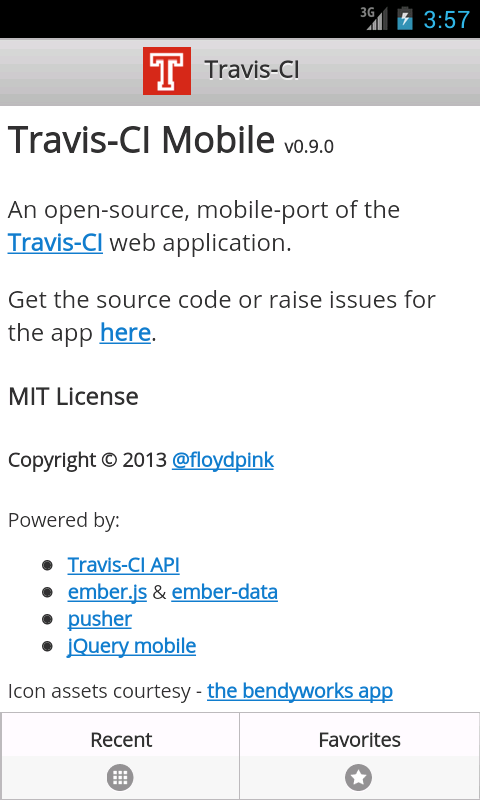 3G 3:57
T Travis-CI
Travis-CI Mobile v0.9.0
An open-source, mobile-port of the
Travis-CI web application.
Get the source code or raise issues for
the app here.
MIT License
Copyright © 2013 @floydpink
Powered by:
Travis-CI API
ember.js & ember-data
pusher
jQuery mobile
Icon assets courtesy - the bendyworks app
Recent Favorites